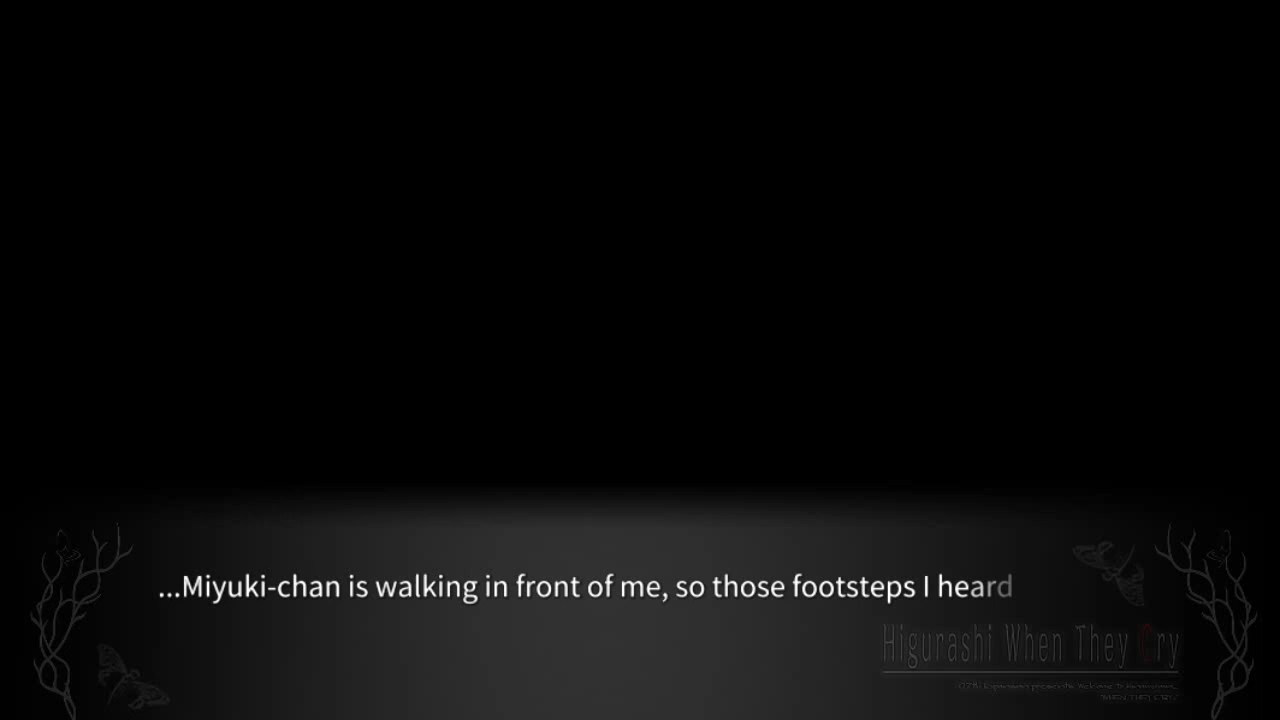 ...Miyuki-chan is walking in front of me, so those footsteps I heard
Higurashi When They Cry